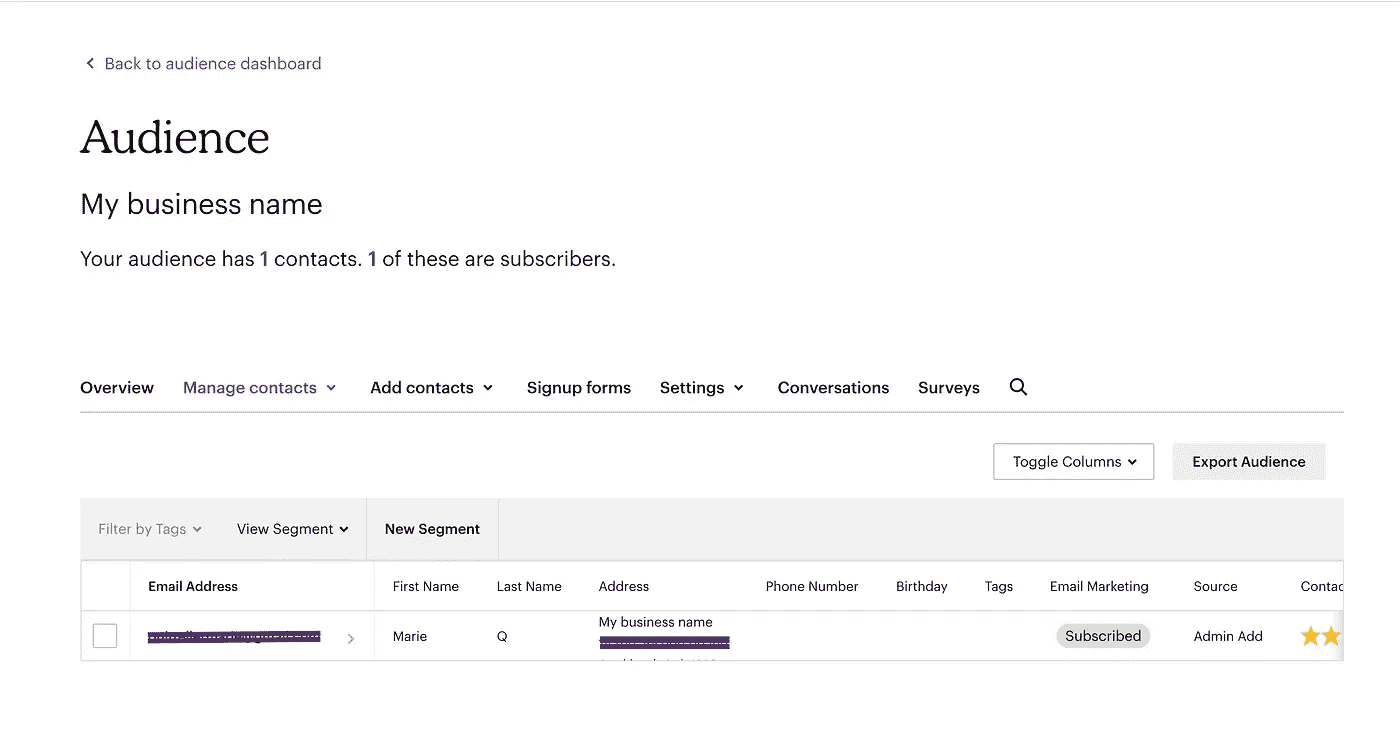 Back to audience dashboard
Audience
My business name
Your audience has 1 contacts. 1 of these are subscribers.
Overview Manage contacts Add contacts Signup forms Settings Conversations Surveys
Toggle Columns Export Audience
Filter by Tags View Segment New Segment
Email Address First Name Last Name Address Phone Number Birthday Tags Email Marketing Source Contac
My business name
Marie Q Subscribed Admin Add